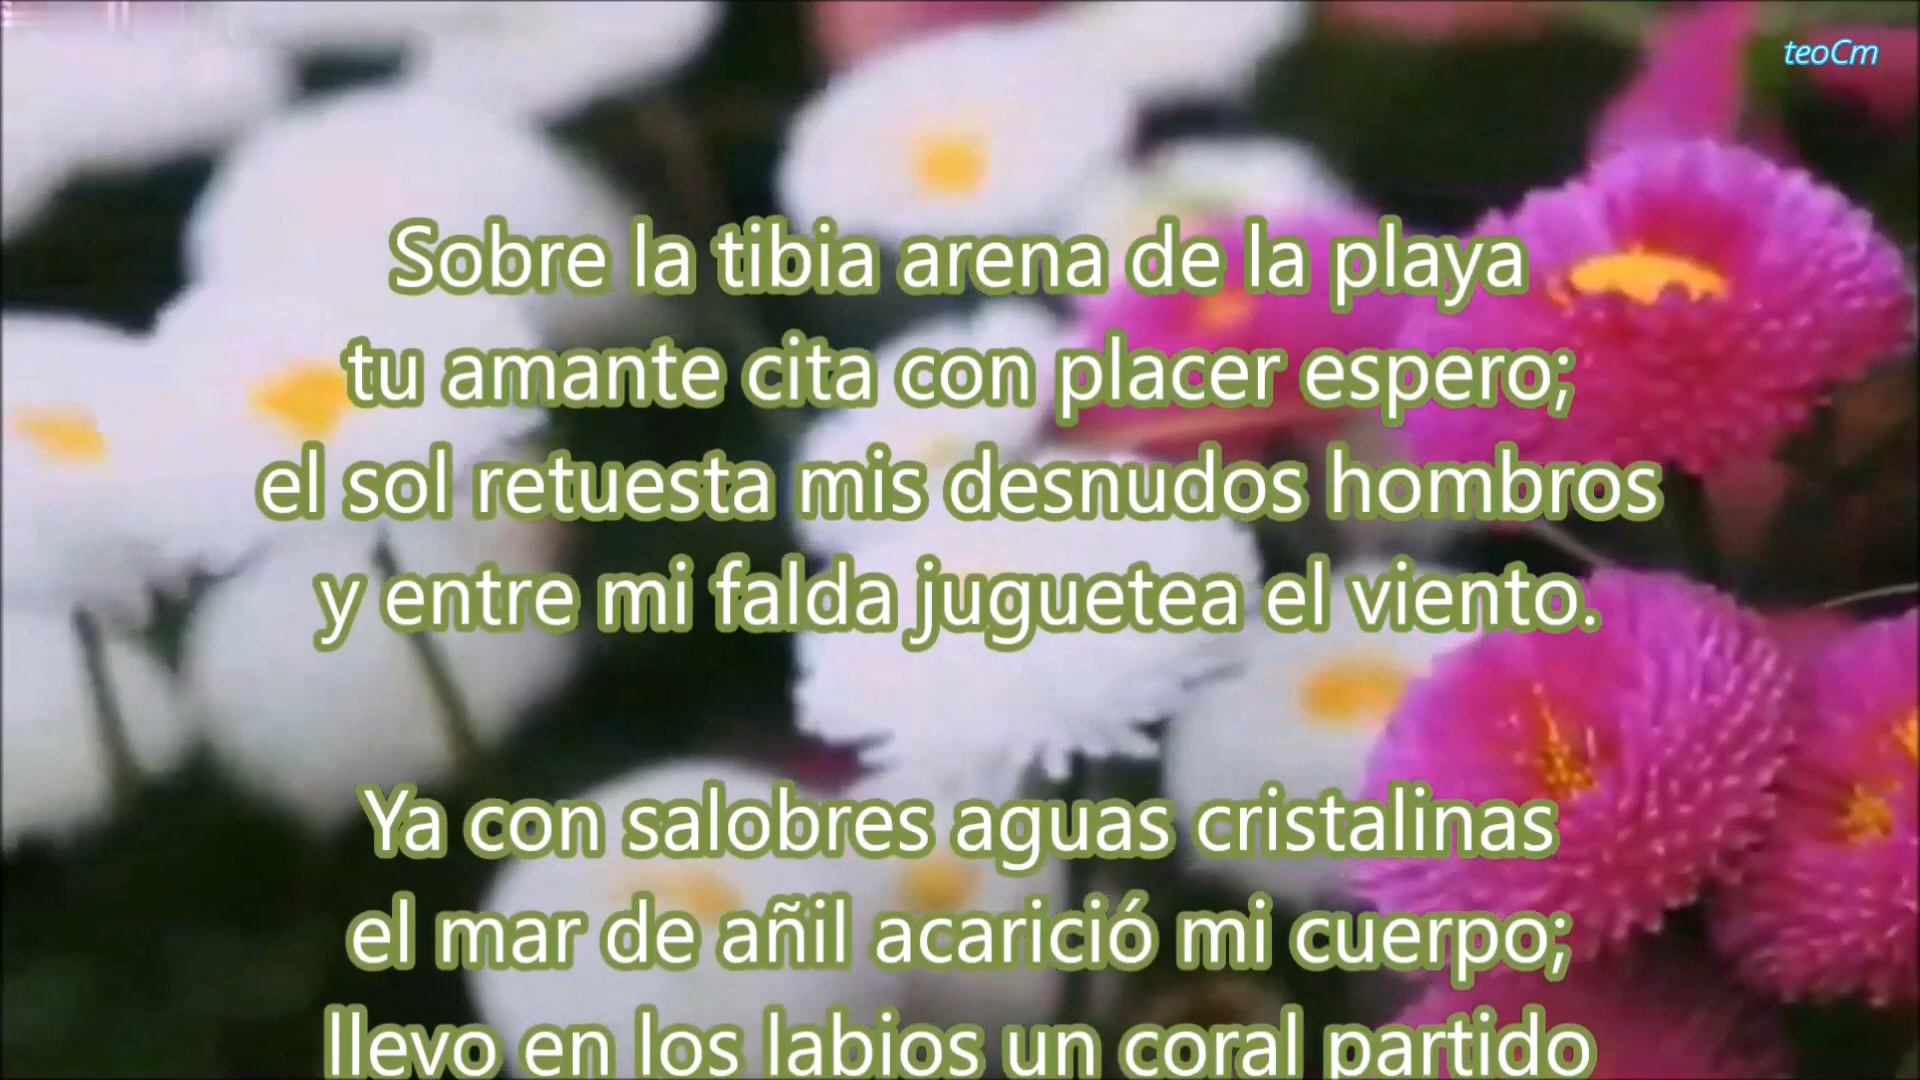 teoCm
Sobre la tibia arena de la playa
tu amante cita con placer espero;
el sol retuesta mis desnudos hombros
y entre mi falda juguetea el viento.
Ya con salobres aguas cristalinas
el mar de añil acarició mi cuerpo;
llevo en los labios un coral partido